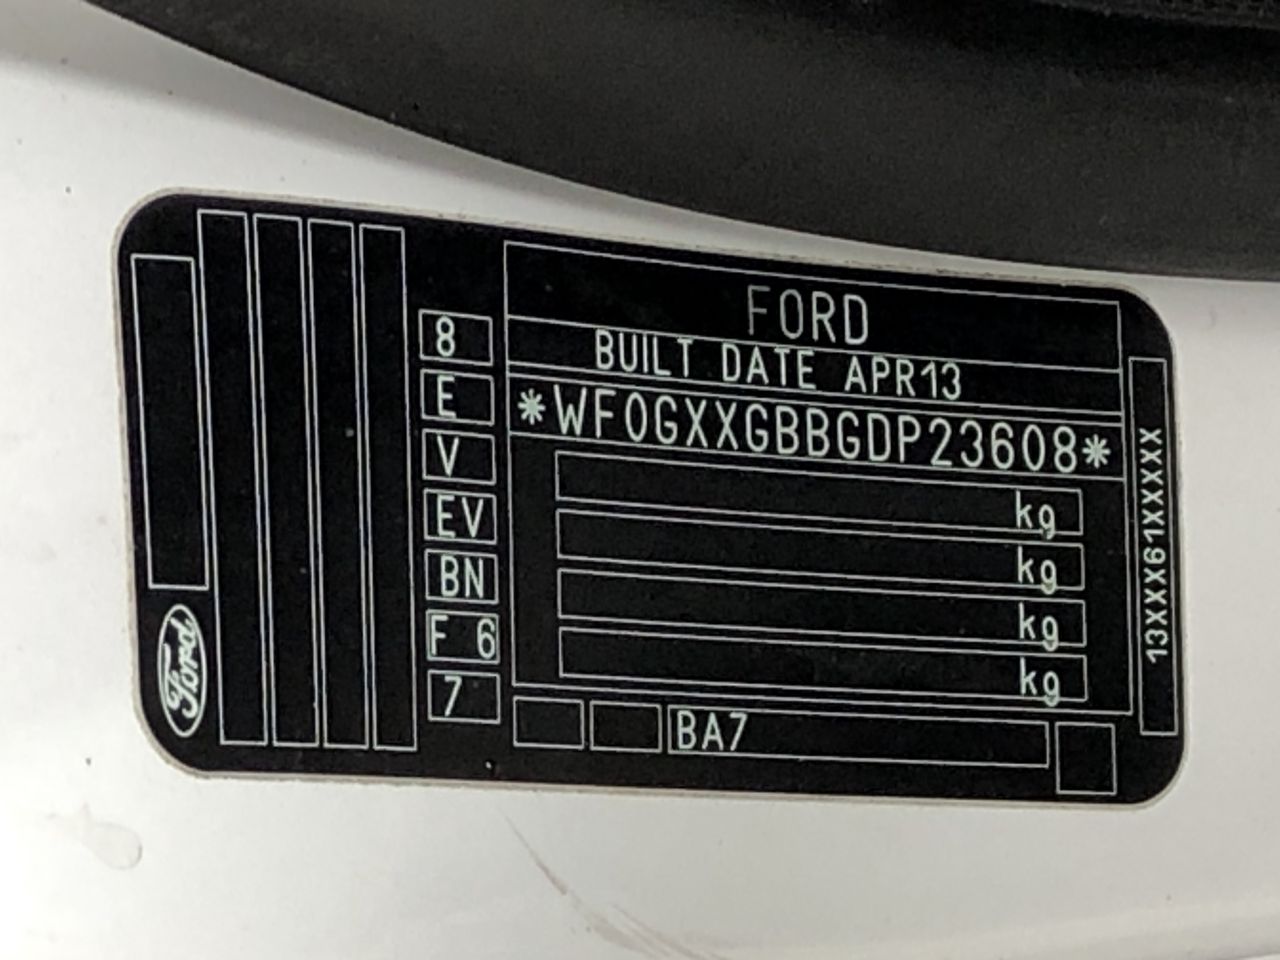 FORD
BUILT DATE APR13
*WF0GXXGBBGDP23608*
kg
kg
kg
kg
8
E
V
EV
BN
F 6
7
BA7
Ford
13XXX61XXXXX